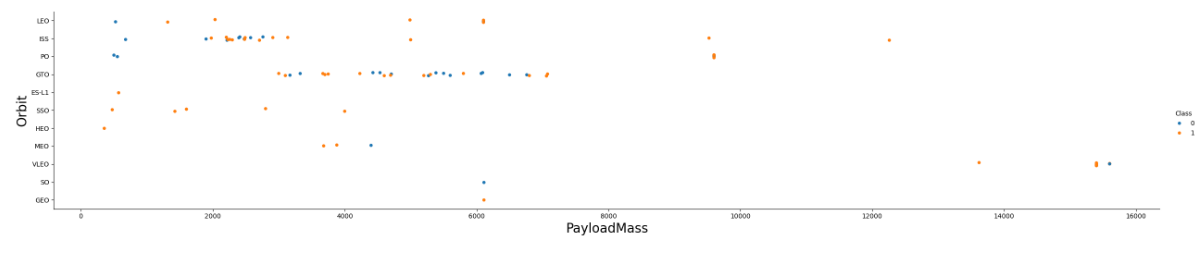 LEO
ISS
PO
GTO
ES-L1
SSO
HEO
MEO
VLEO
SO
GEO
Orbit
0 2000 4000 6000 8000 10000 12000 14000 16000
PayloadMass
Class
0
1